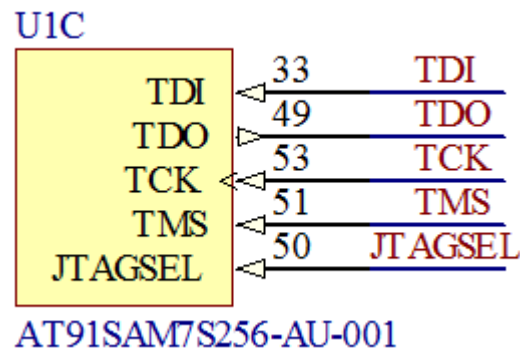 U1C
TDI 33 TDI
TDO 49 TDO
TCK 53 TCK
TMS 51 TMS
JTAGSEL 50 JTAGSEL
AT91SAM7S256-AU-001